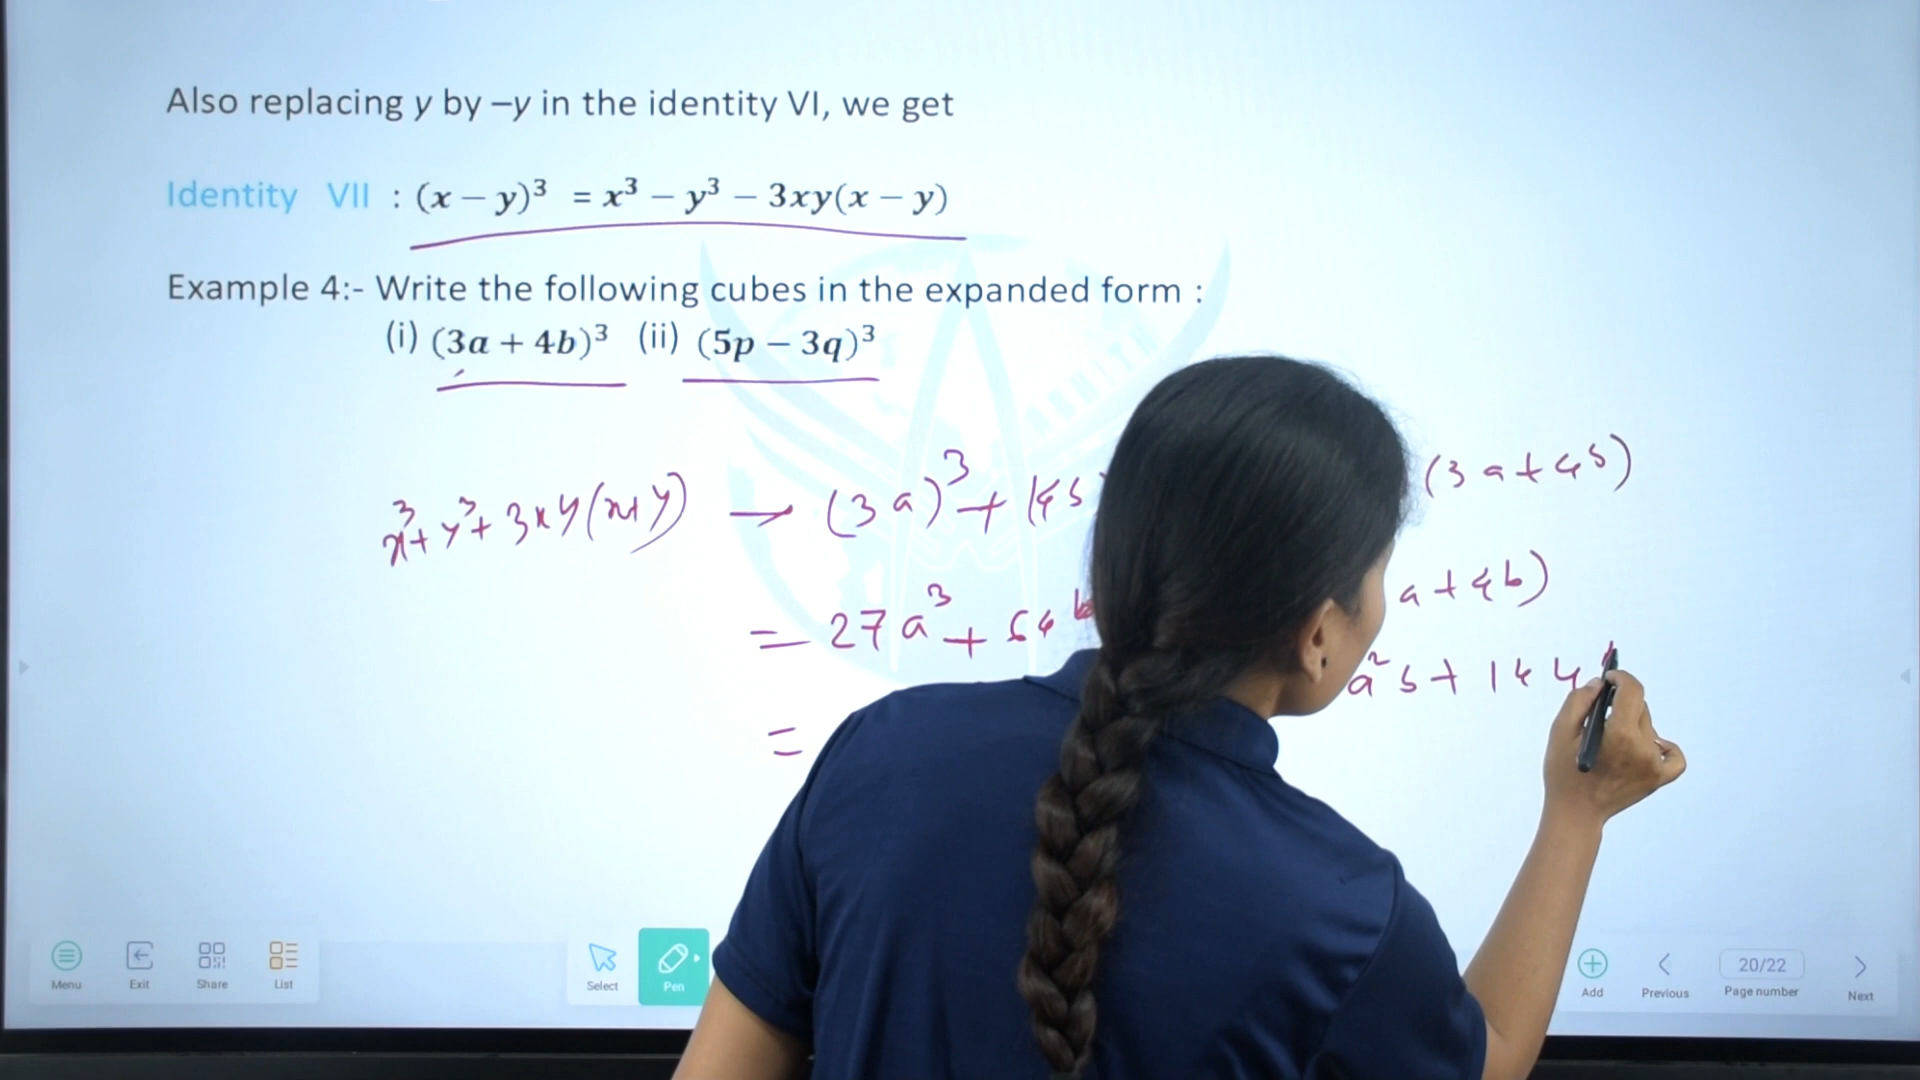 Also replacing y by –y in the identity VI, we get
Identity VII : (x – y)³ = x³ – y³ – 3xy(x – y)
Example 4:- Write the following cubes in the expanded form :
(i) (3a + 4b)³ (ii) (5p – 3q)³
x³ + y³ + 3xy(x+y) → (3a)³ + (4b (3a+4b)
= 27a³ + 64b a+4b)
= a²b + 144
Menu Exit Share List Select Pen Add Previous 20/22 Page number Next